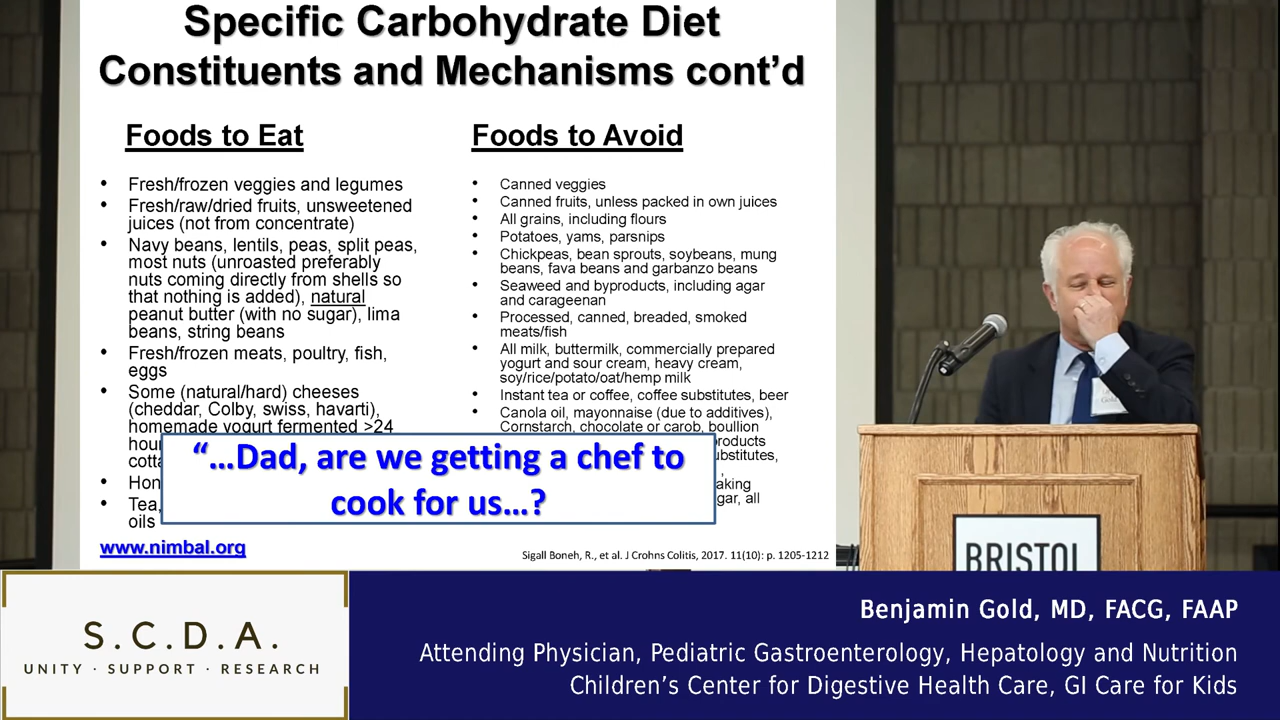 Specific Carbohydrate Diet
Constituents and Mechanisms cont’d
Foods to Eat
• Fresh/frozen veggies and legumes
• Fresh/raw/dried fruits, unsweetened
juices (not from concentrate)
• Navy beans, lentils, peas, split peas,
most nuts (unroasted preferably
nuts coming directly from shells so
that nothing is added), natural
peanut butter (with no sugar), lima
beans, string beans
• Fresh/frozen meats, poultry, fish,
eggs
• Some (natural/hard) cheeses
(cheddar, Colby, swiss, havarti),
homemade yogurt fermented >24
• Tea,
oils
Foods to Avoid
• Canned veggies
• Canned fruits, unless packed in own juices
• All grains, including flours
• Potatoes, yams, parsnips
• Chickpeas, bean sprouts, soybeans, mung
beans, fava beans and garbanzo beans
• Seaweed and byproducts, including agar
and carageenan
• Processed, canned, breaded, smoked
meats/fish
• All milk, buttermilk, commercially prepared
yogurt and sour cream, heavy cream,
soy/rice/potato/oat/hemp milk
• Instant tea or coffee, coffee substitutes, beer
• Canola oil, mayonnaise (due to additives),
Cornstarch, chocolate or carob, boullion
all
“…Dad, are we getting a chef to
cook for us…?
www.nimbal.org
Sigall Boneh, R., et al. J Crohns Colitis, 2017. 11(10): p. 1205-1212
BRISTOL
S.C.D.A.
UNITY · SUPPORT · RESEARCH
Benjamin Gold, MD, FACG, FAAP
Attending Physician, Pediatric Gastroenterology, Hepatology and Nutrition
Children’s Center for Digestive Health Care, GI Care for Kids